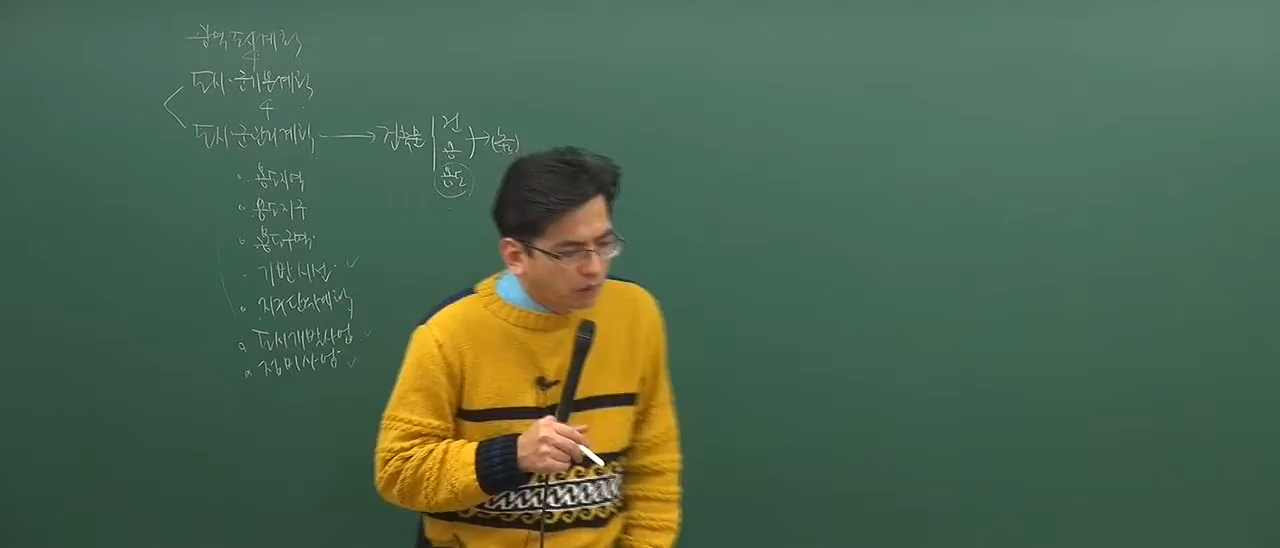 광역도시계획
도시·군기본계획
도시·군관리계획 → 건축물 건
용
용도
용도지역
용도지구
용도구역
기반시설 ✓
지구단위계획
도시개발사업 ✓
정비사업 ✓